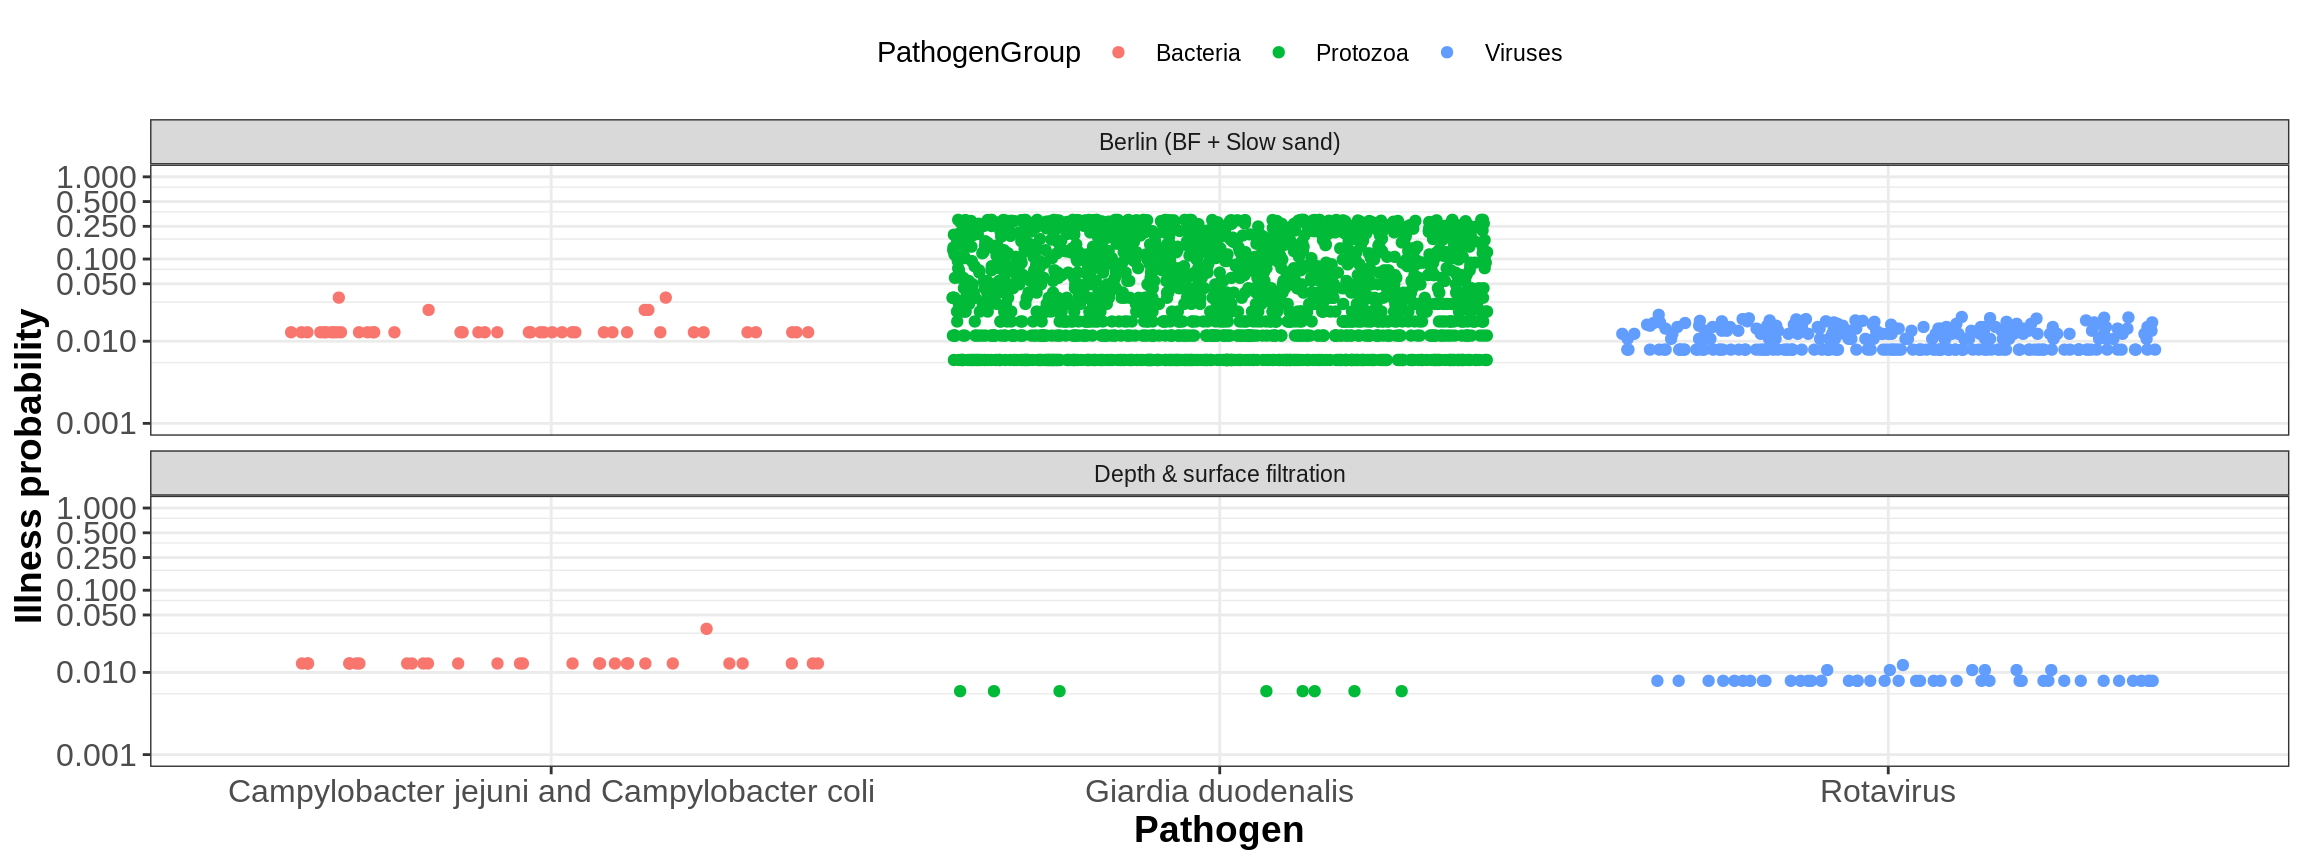 PathogenGroup Bacteria Protozoa Viruses
Berlin (BF + Slow sand)
1.000
0.500
0.250
0.100
0.050
0.010
0.001
Illness probability
Depth & surface filtration
1.000
0.500
0.250
0.100
0.050
0.010
0.001
Campylobacter jejuni and Campylobacter coli Giardia duodenalis Rotavirus
Pathogen